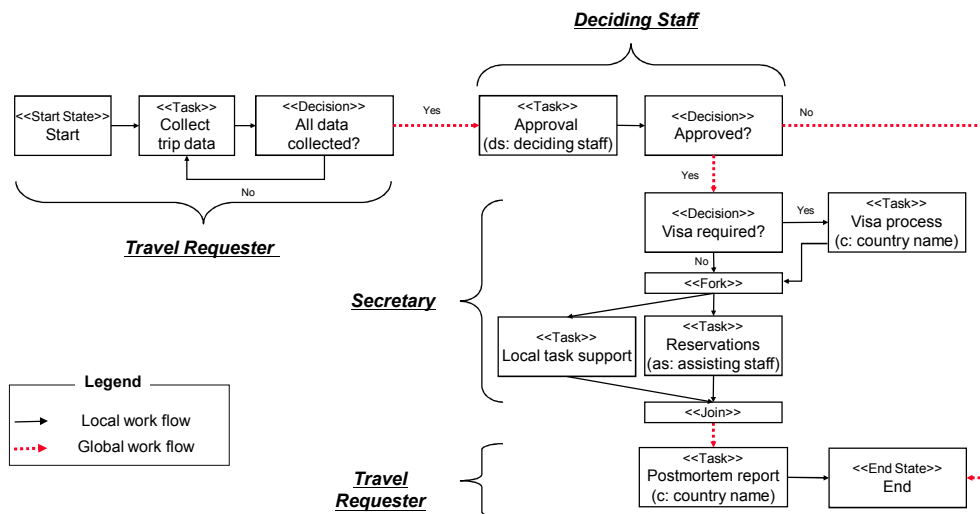 Deciding Staff
<<Start State>>
Start
<<Task>>
Collect
trip data
<<Decision>>
All data
collected?
Yes
<<Task>>
Approval
(ds: deciding staff)
<<Decision>>
Approved?
No
No
Travel Requester
Yes
<<Decision>>
Visa required?
Yes
<<Task>>
Visa process
(c: country name)
No
<<Fork>>
Secretary
<<Task>>
Local task support
<<Task>>
Reservations
(as: assisting staff)
<<Join>>
Legend
Local work flow
Global work flow
Travel
Requester
<<Task>>
Postmortem report
(c: country name)
<<End State>>
End